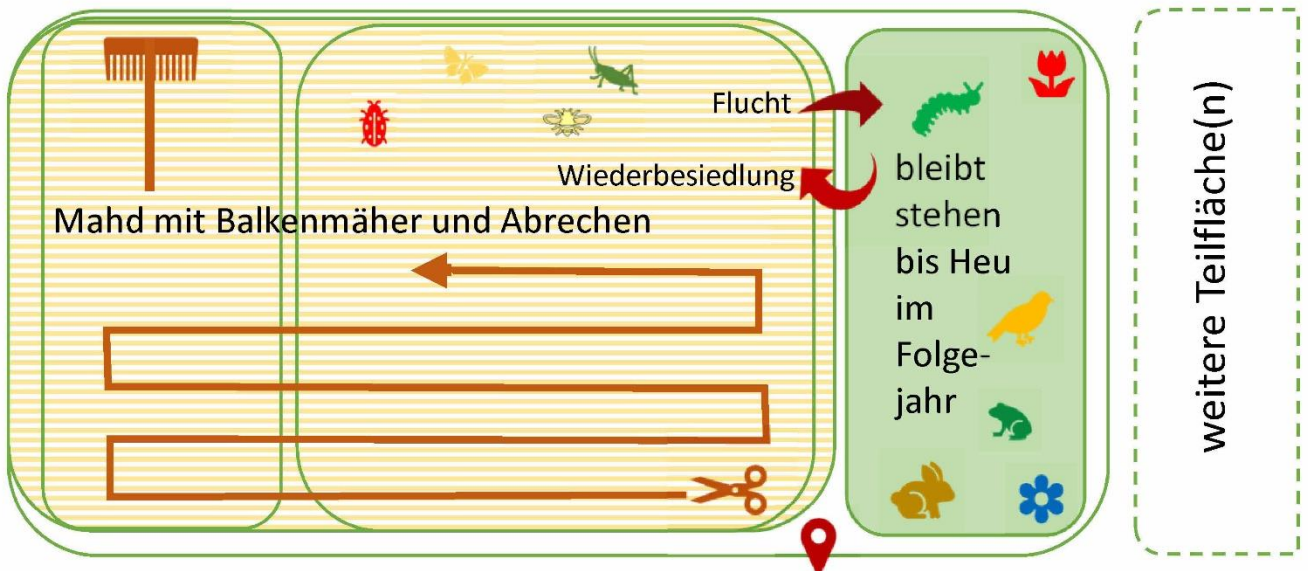 Flucht
Wiederbesiedlung
Mahd mit Balkenmäher und Abrechen
bleibt
stehen
bis Heu
im
Folge-
jahr
weitere Teilfläche(n)